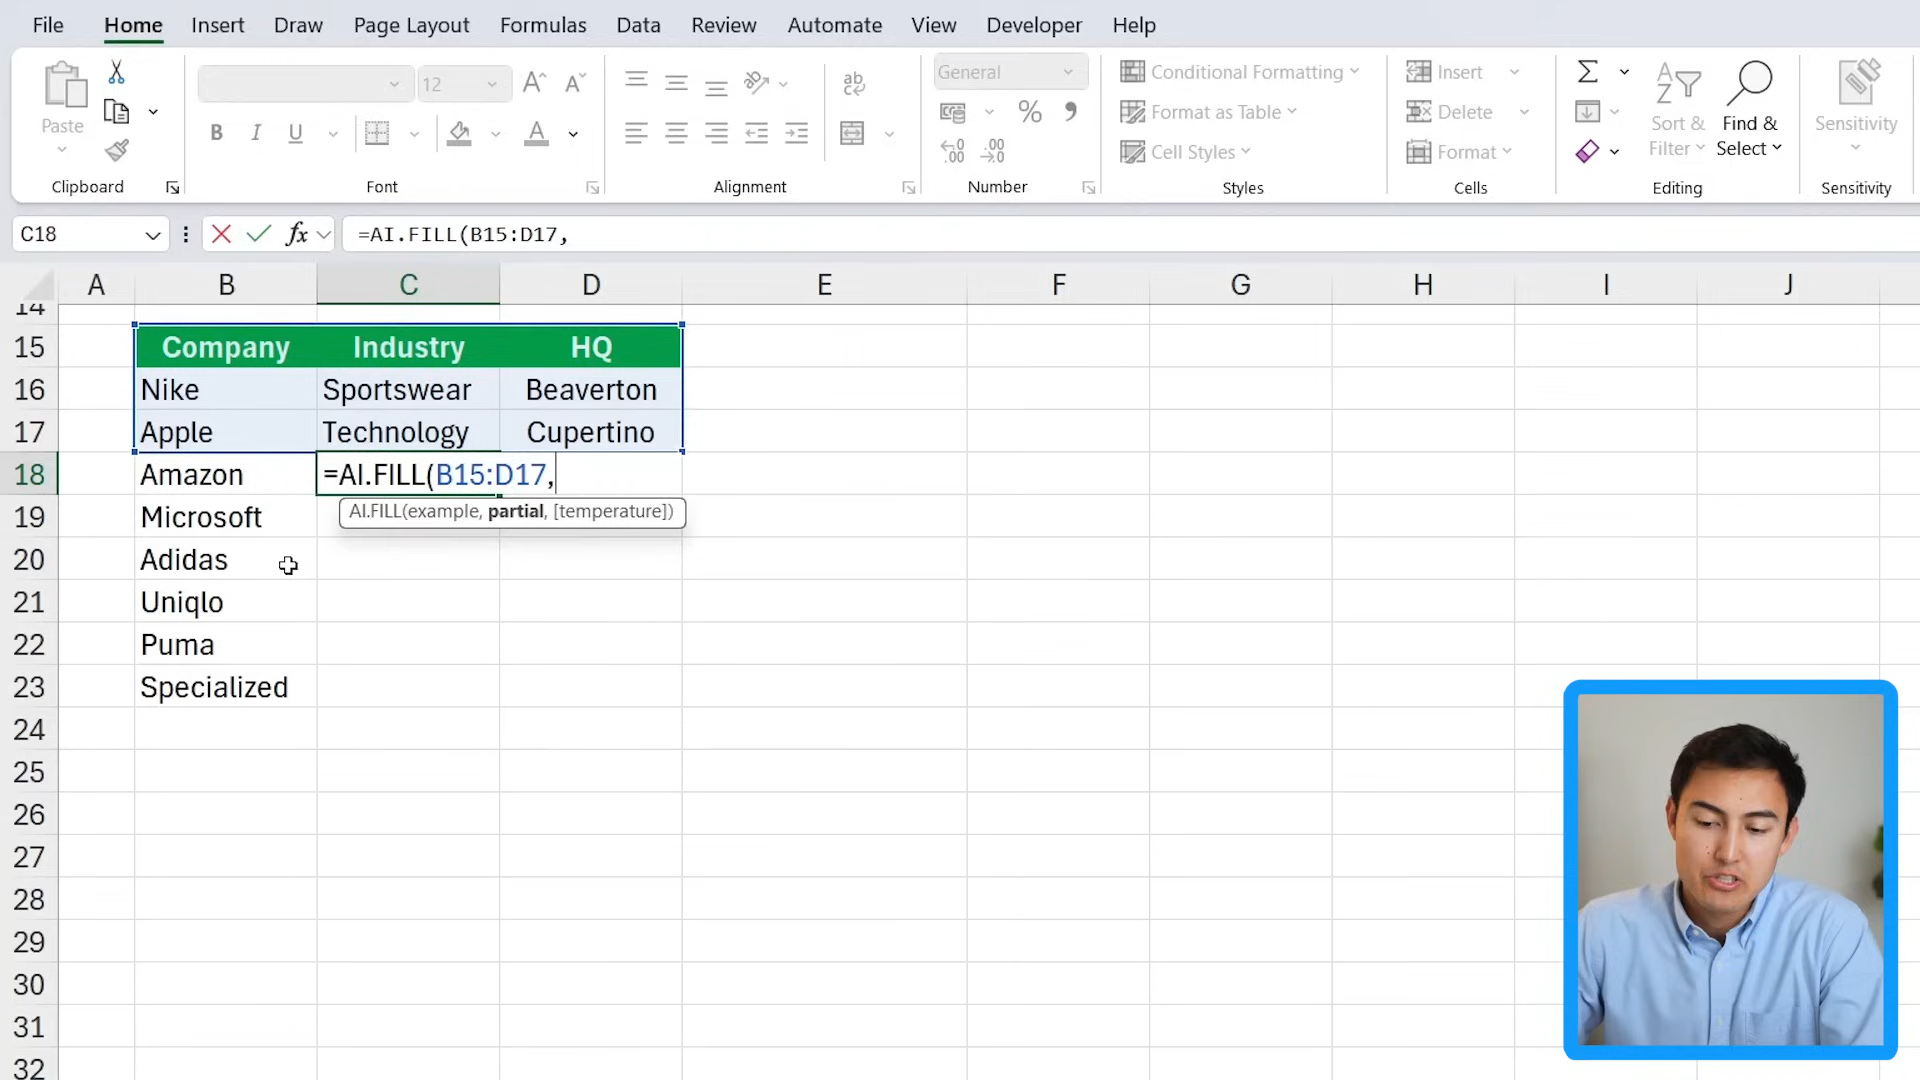 File Home Insert Draw Page Layout Formulas Data Review Automate View Developer Help
Paste
Clipboard
12
B I U
A
Font
ab
Alignment
General
% 
Number
Conditional Formatting
Format as Table
Cell Styles
Styles
Insert
Delete
Format
Cells
Sort & Filter
Find & Select
Editing
Sensitivity
Sensitivity
C18
fx
=AI.FILL(B15:D17,
A B C D E F G H I J
14
15 Company Industry HQ
16 Nike Sportswear Beaverton
17 Apple Technology Cupertino
18 Amazon =AI.FILL(B15:D17,
19 Microsoft
AI.FILL(example, partial, [temperature])
20 Adidas
21 Uniqlo
22 Puma
23 Specialized
24
25
26
27
28
29
30
31
32